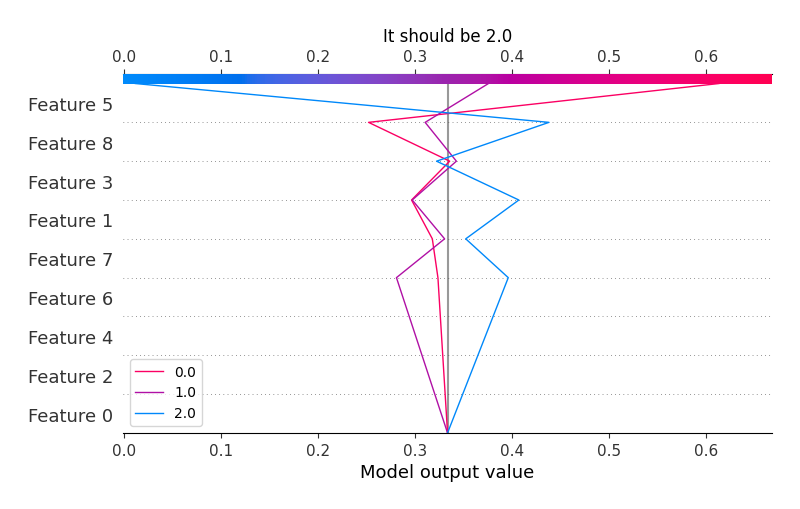 It should be 2.0
0.0 0.1 0.2 0.3 0.4 0.5 0.6
Feature 5
Feature 8
Feature 3
Feature 1
Feature 7
Feature 6
Feature 4
Feature 2
Feature 0
0.0
1.0
2.0
0.0 0.1 0.2 0.3 0.4 0.5 0.6
Model output value